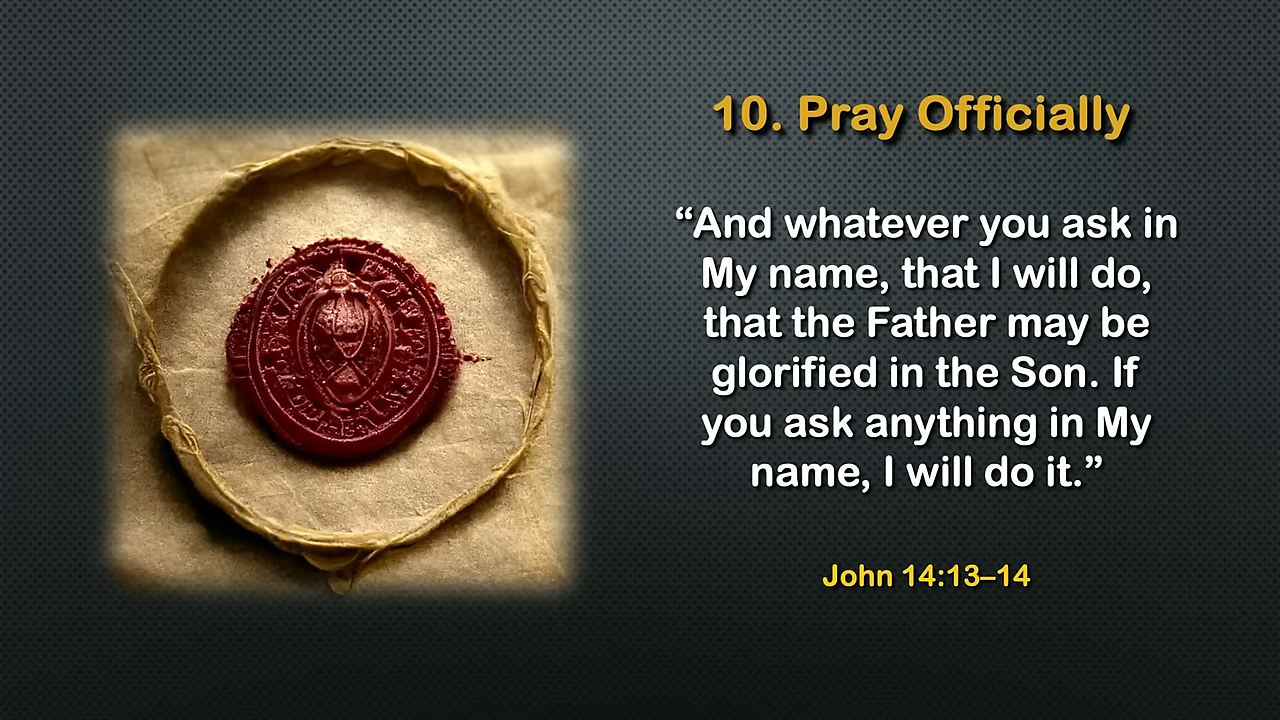 10. Pray Officially
“And whatever you ask in
My name, that I will do,
that the Father may be
glorified in the Son. If
you ask anything in My
name, I will do it.”
John 14:13–14